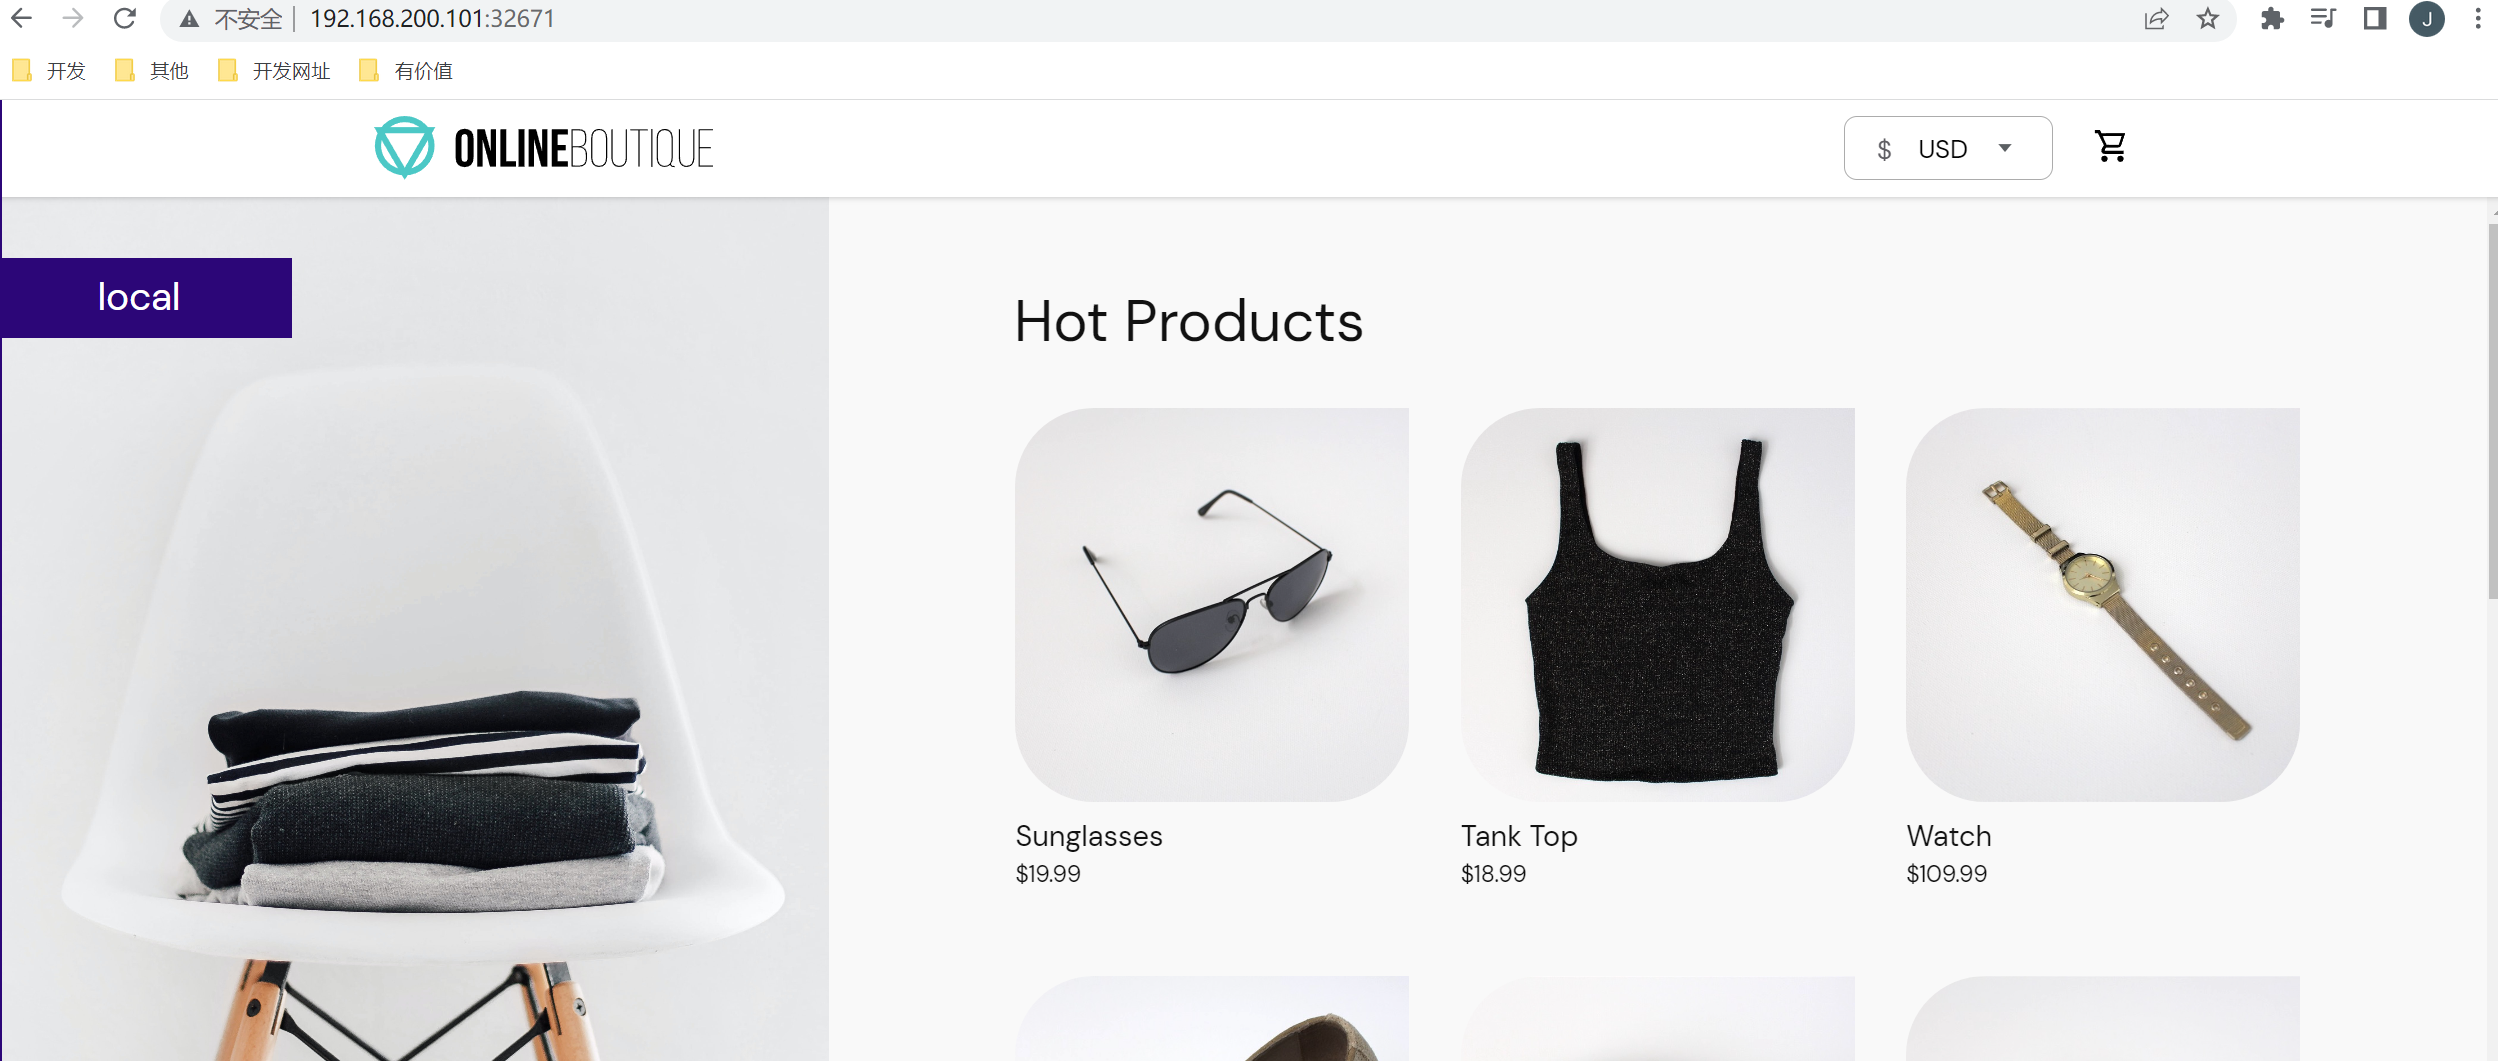 不安全 192.168.200.101:32671
J
开发 其他 开发网址 有价值
ONLINEBOUTIQUE
$ USD
local
Hot Products
Sunglasses
$19.99
Tank Top
$18.99
Watch
$109.99